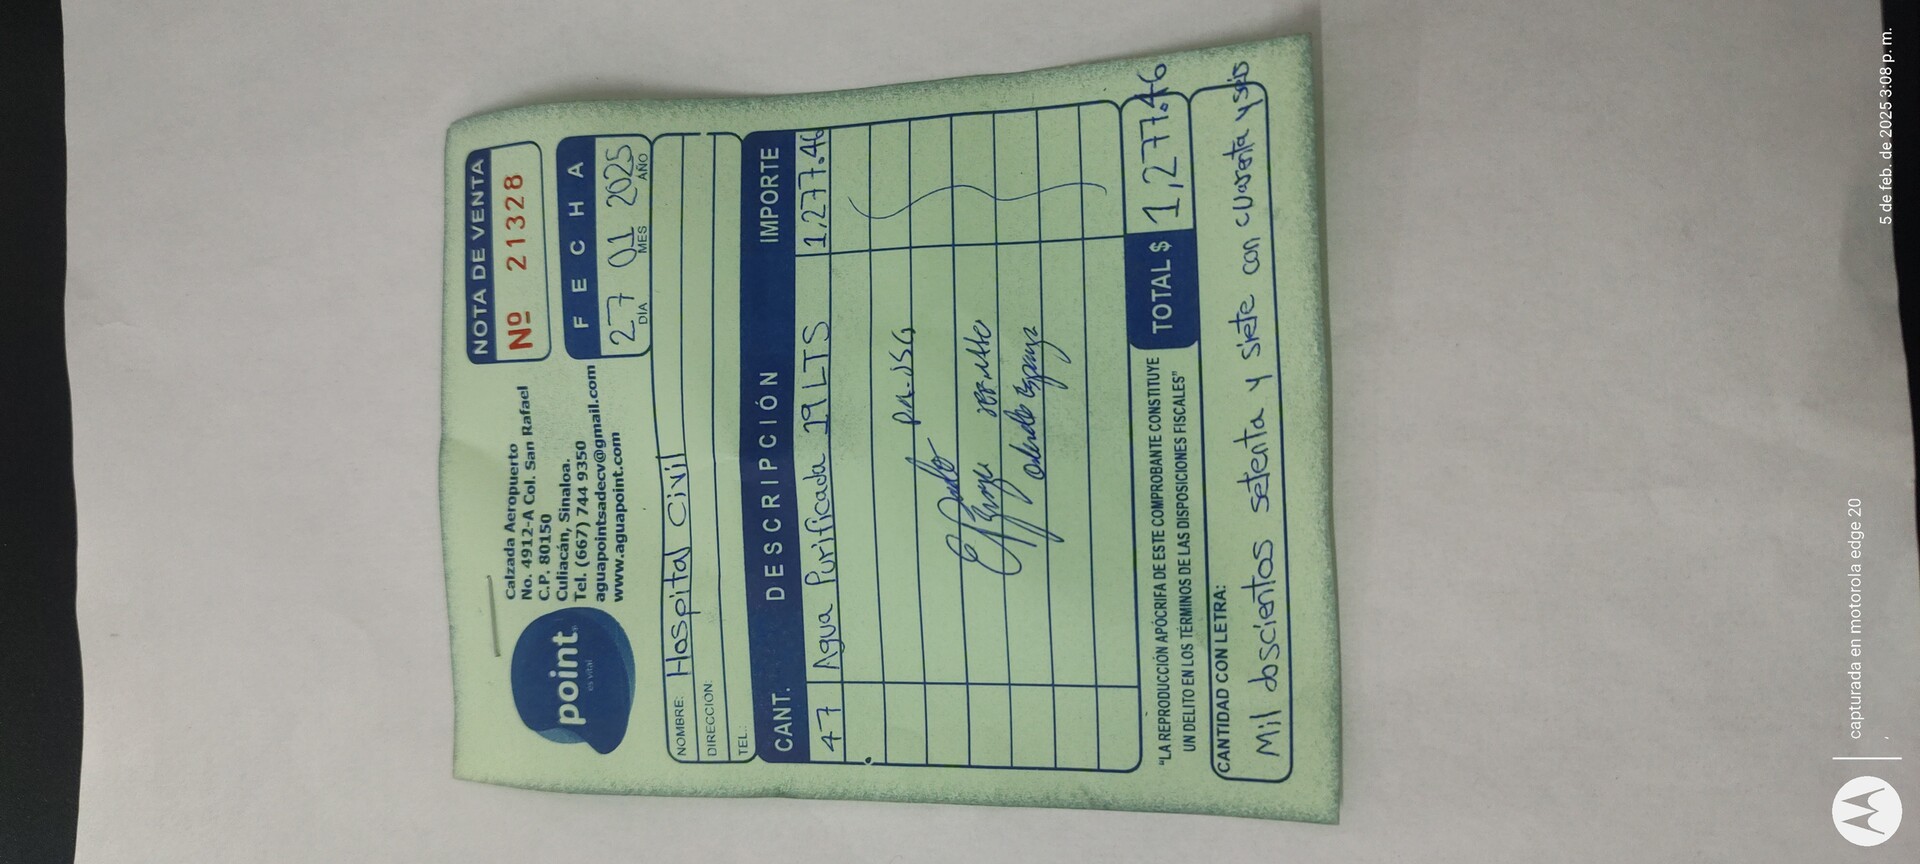 point
es vital
Calzada Aeropuerto
No. 4912-A Col. San Rafael
C.P. 80150
Culiacán, Sinaloa.
Tel. (667) 744 9350
aguapointsadecv@gmail.com
www.aguapoint.com
NOTA DE VENTA
Nº 21328
FECHA
27 01 2025
DÍA MES AÑO
NOMBRE: Hospital Civil
DIRECCIÓN:
TEL.:
CANT. DESCRIPCIÓN IMPORTE
47 Agua Purificada 19 LTS 1,277.46
"LA REPRODUCCIÓN APÓCRIFA DE ESTE COMPROBANTE CONSTITUYE
UN DELITO EN LOS TÉRMINOS DE LAS DISPOSICIONES FISCALES"
TOTAL $ 1,277.46
CANTIDAD CON LETRA:
Mil doscientos setenta y siete con cuarenta y seis
capturada en motorola edge 20
5 de feb. de 2025 3:08 p. m.